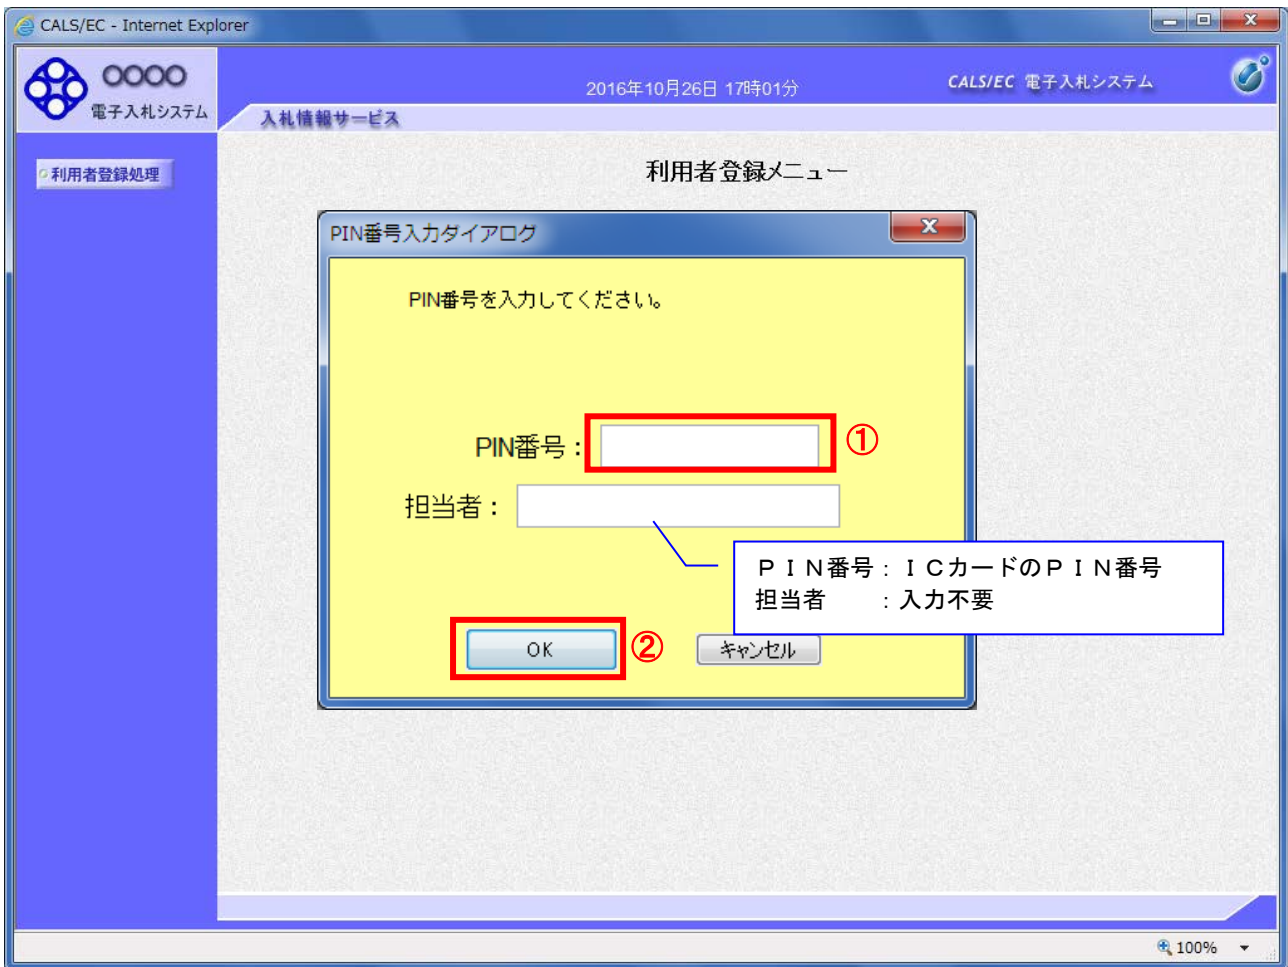 CALS/EC - Internet Explorer
〇〇〇〇
電子入札システム
2016年10月26日 17時01分
CALS/EC 電子入札システム
入札情報サービス
利用者登録処理
利用者登録メニュー
PIN番号入力ダイアログ
PIN番号を入力してください。
PIN番号：
①
担当者：
ＰＩＮ番号：ＩＣカードのＰＩＮ番号
担当者　　：入力不要
OK
②
キャンセル
100%